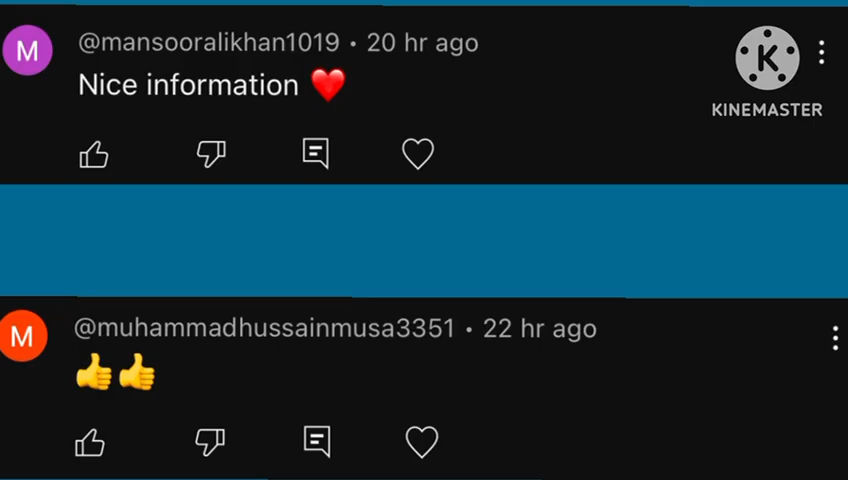 M
@mansooralikhan1019 • 20 hr ago
Nice information ❤️
K
KINEMASTER
M
@muhammadhussainmusa3351 • 22 hr ago
👍👍